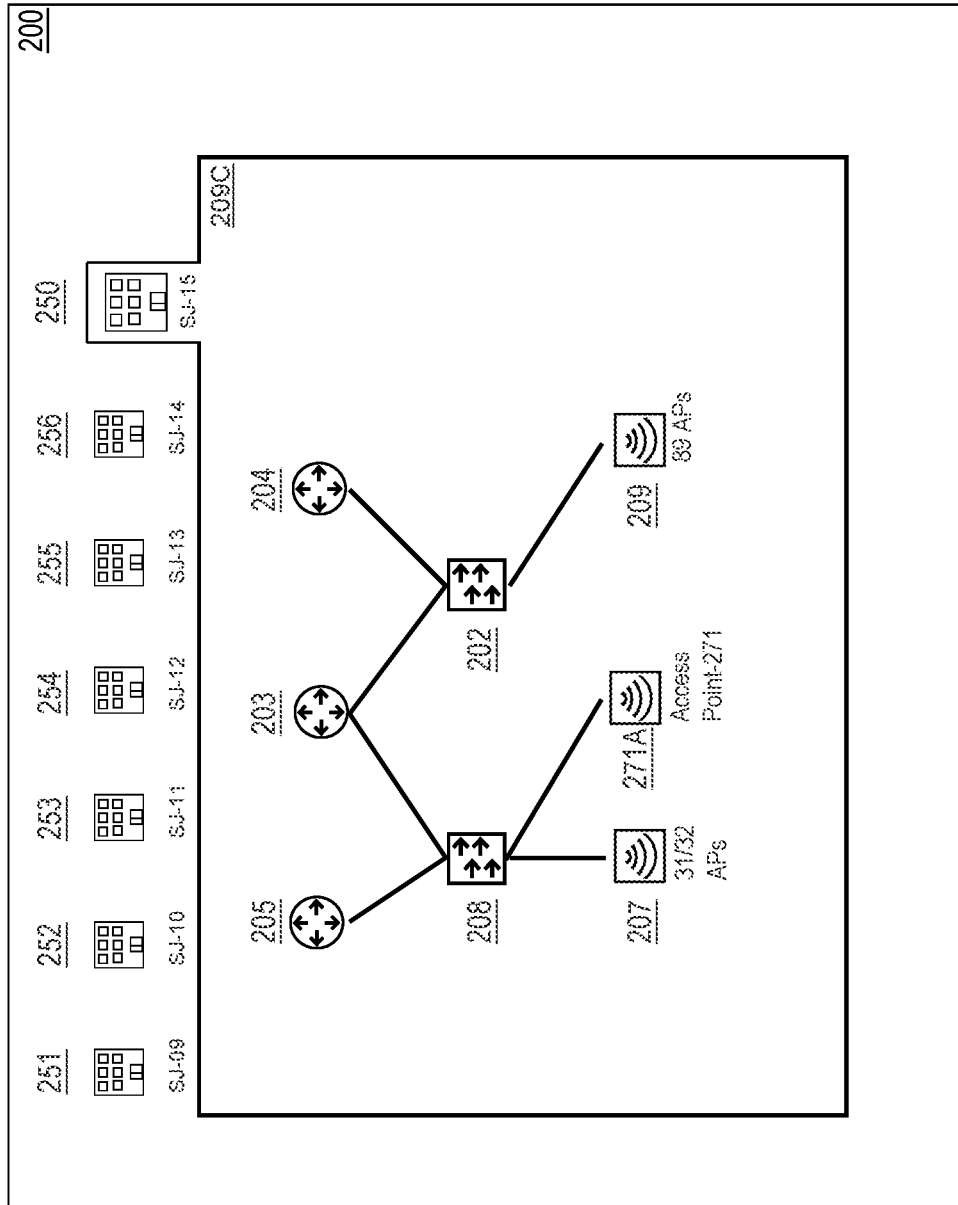 200
251 252 253 254 255 256 250
SJ-09 SJ-10 SJ-11 SJ-12 SJ-13 SJ-14 SJ-15
209C
205 203 204
208 202
207 271A 209
31/32
APs
Access
Point-271
89 APs